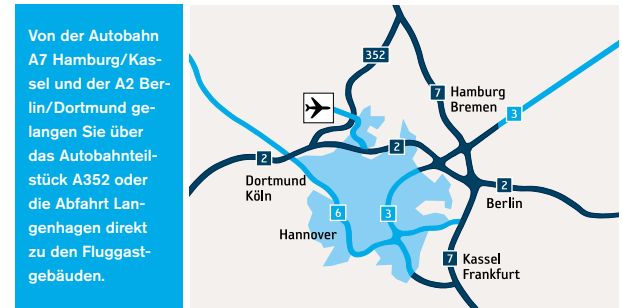 Von der Autobahn
A7 Hamburg/Kas-
sel und der A2 Ber-
lin/Dortmund ge-
langen Sie über
das Autobahnteil-
stück A352 oder
die Abfahrt Lan-
genhagen direkt
zu den Fluggast-
gebäuden.
352
7
Hamburg
Bremen
3
2
2
Dortmund
Köln
2
Berlin
6
3
Hannover
7
Kassel
Frankfurt